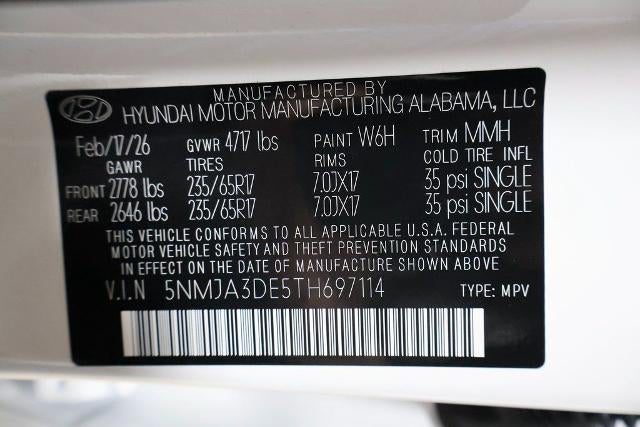 MANUFACTURED BY
HYUNDAI MOTOR MANUFACTURING ALABAMA, LLC
Feb/17/26 GVWR 4717 lbs PAINT W6H TRIM MMH
GAWR TIRES RIMS COLD TIRE INFL
FRONT 2778 lbs 235/65R17 7.0JX17 35 psi SINGLE
REAR 2646 lbs 235/65R17 7.0JX17 35 psi SINGLE
THIS VEHICLE CONFORMS TO ALL APPLICABLE U.S.A. FEDERAL
MOTOR VEHICLE SAFETY AND THEFT PREVENTION STANDARDS
IN EFFECT ON THE DATE OF MANUFACTURE SHOWN ABOVE
V.I.N 5NMJA3DE5TH697114 TYPE: MPV